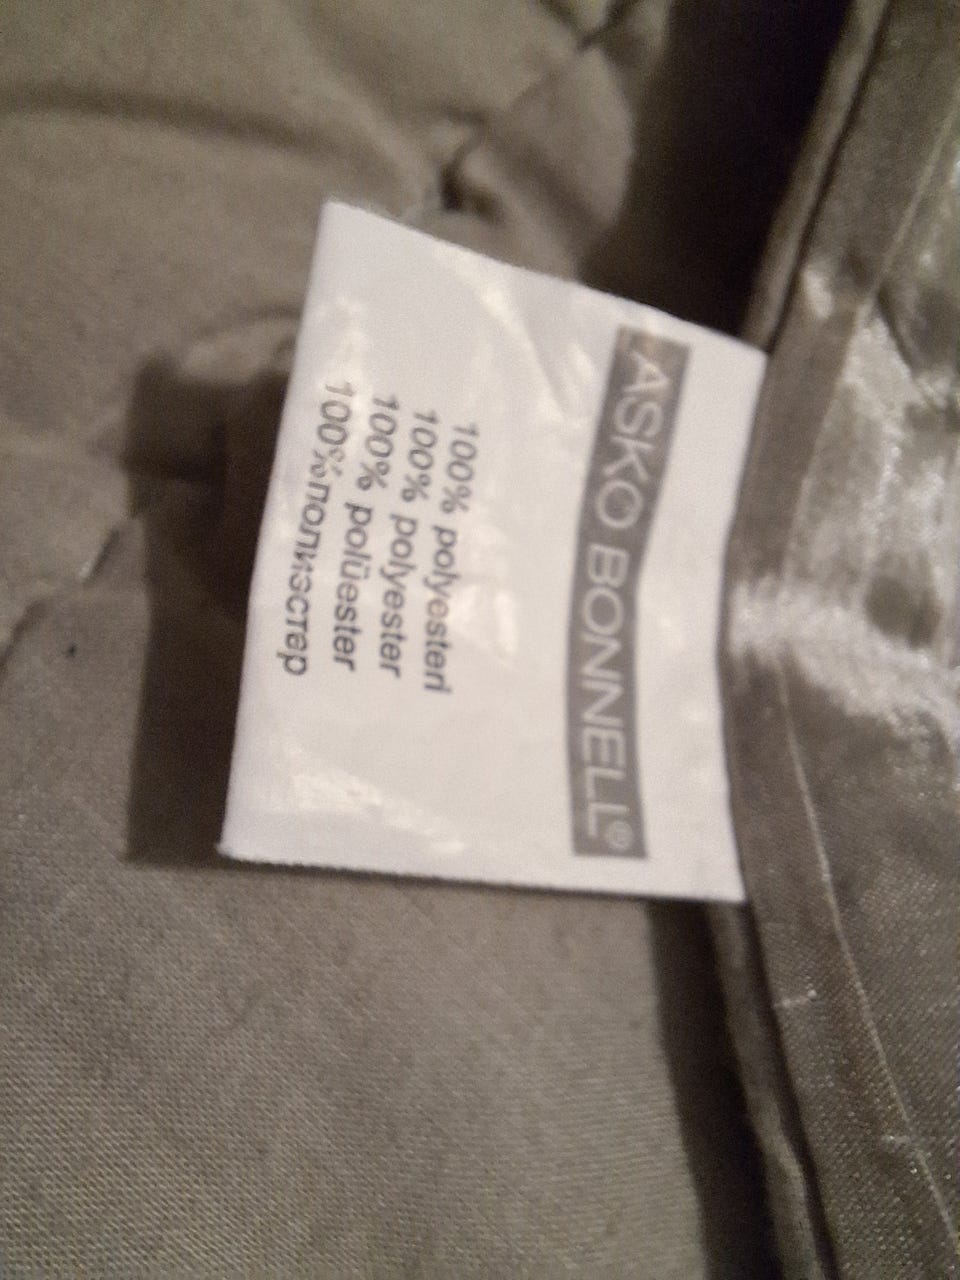 ASKO BONNELL®
100% polyesteri
100% polyester
100% polüester
100%полиэстер